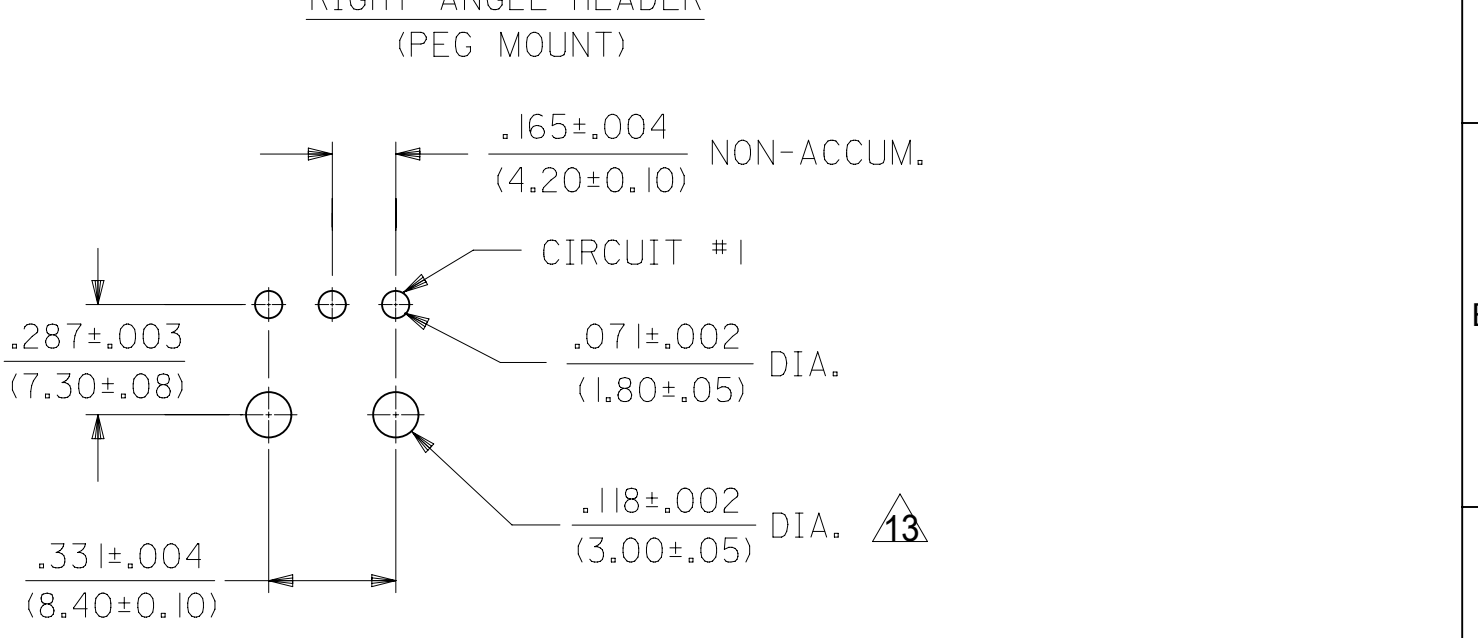 RIGHT ANGLE HEADER
(PEG MOUNT)
.165±.004
(4.20±0.10)
NON-ACCUM.
CIRCUIT #1
.287±.003
(7.30±.08)
.071±.002
(1.80±.05)
DIA.
.118±.002
(3.00±.05)
DIA.
13
.331±.004
(8.40±0.10)